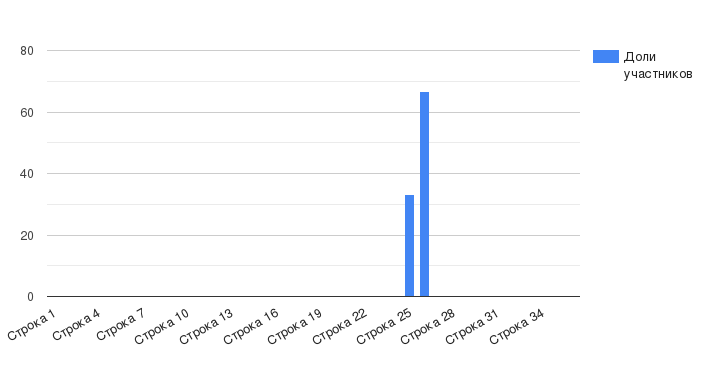 80
60
40
20
0
Строка 1
Строка 4
Строка 7
Строка 10
Строка 13
Строка 16
Строка 19
Строка 22
Строка 25
Строка 28
Строка 31
Строка 34
Доли
участников